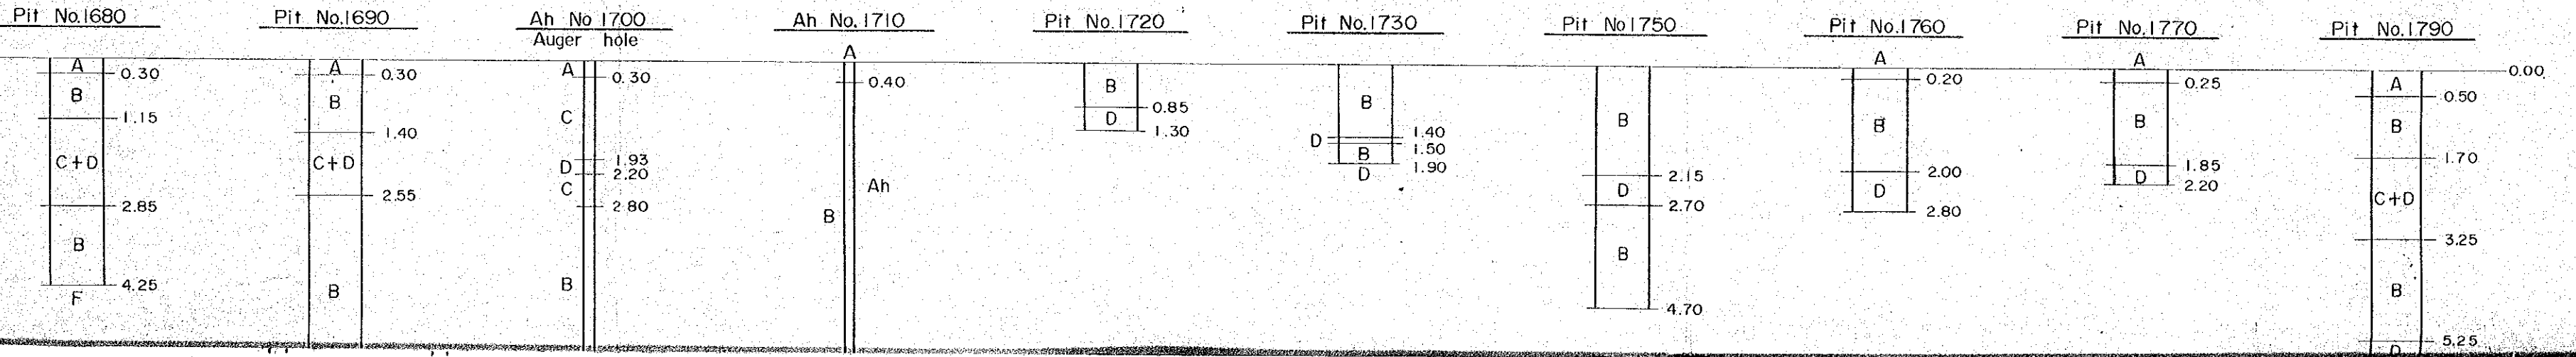 Pit No.1680
A
0.30
B
1.15
C+D
2.85
B
4.25
F
Pit No.1690
A
0.30
B
1.40
C+D
2.55
B
Ah No 1700
Auger hole
A
0.30
C
1.93
D
2.20
C
2.80
B
Ah No.1710
A
0.40
Ah
B
Pit No.1720
B
0.85
D
1.30
Pit No.1730
B
1.40
D
1.50
B
1.90
D
Pit No1750
B
2.15
D
2.70
B
4.70
Pit No.1760
A
0.20
B
2.00
D
2.80
Pit No.1770
A
0.25
B
1.85
D
2.20
Pit No.1790
0.00
A
0.50
B
1.70
C+D
3.25
B
5.25
D